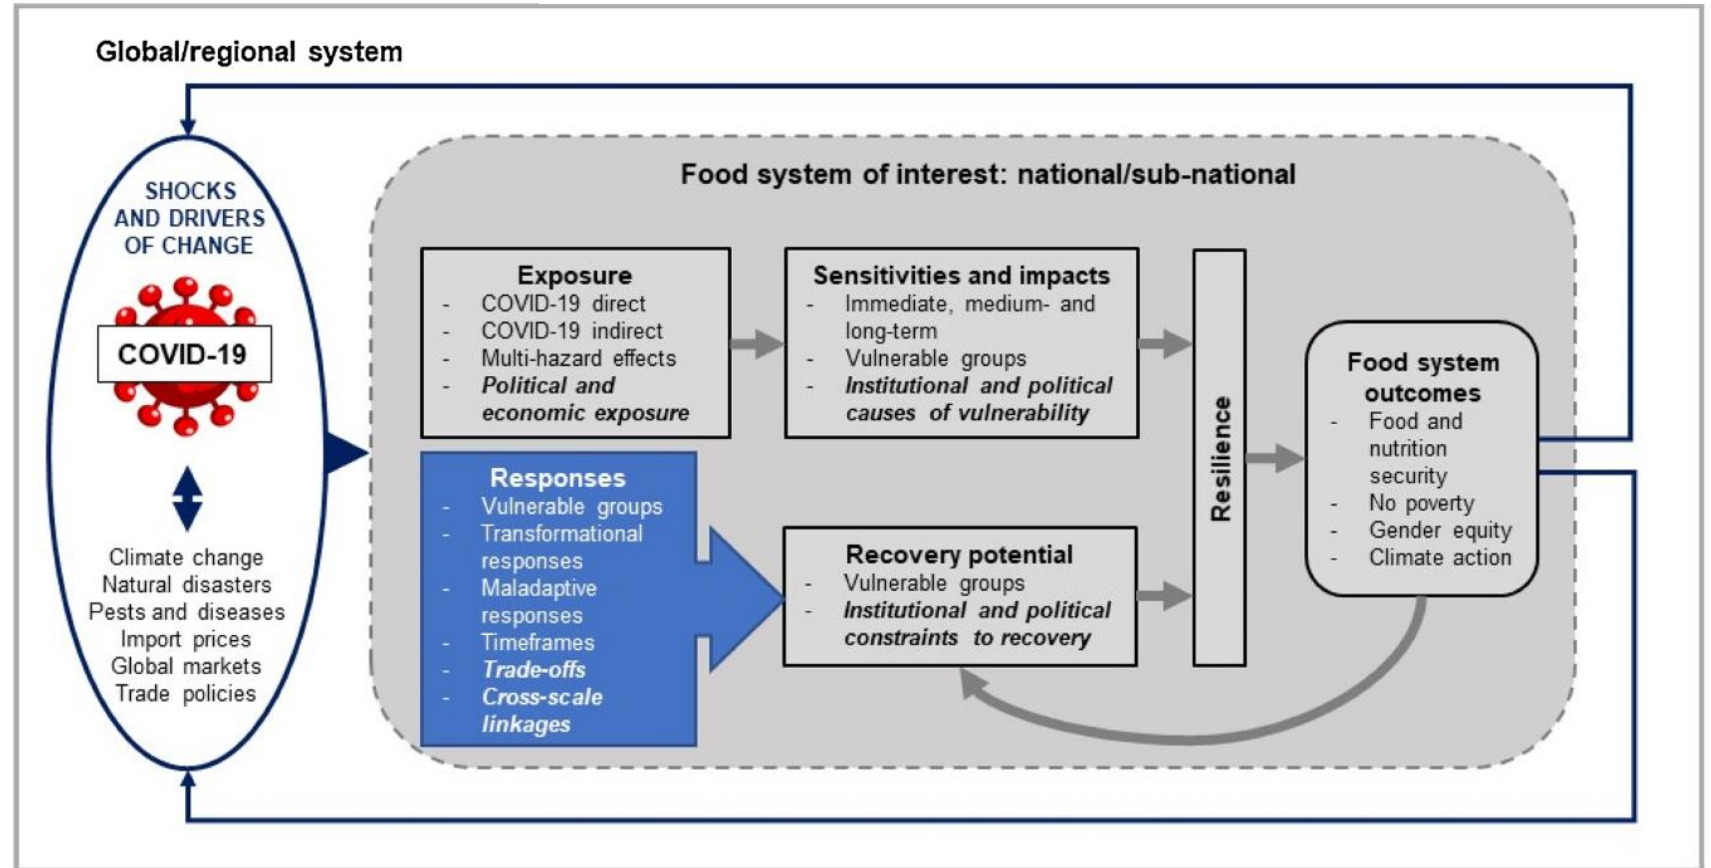 Global/regional system
SHOCKS
AND DRIVERS
OF CHANGE
COVID-19
Climate change
Natural disasters
Pests and diseases
Import prices
Global markets
Trade policies
Food system of interest: national/sub-national
Exposure
- COVID-19 direct
- COVID-19 indirect
- Multi-hazard effects
- Political and
economic exposure
Sensitivities and impacts
- Immediate, medium- and
long-term
- Vulnerable groups
- Institutional and political
causes of vulnerability
Responses
- Vulnerable groups
- Transformational
responses
- Maladaptive
responses
- Timeframes
- Trade-offs
- Cross-scale
linkages
Recovery potential
- Vulnerable groups
- Institutional and political
constraints to recovery
Resilience
Food system
outcomes
- Food and
nutrition
security
- No poverty
- Gender equity
- Climate action